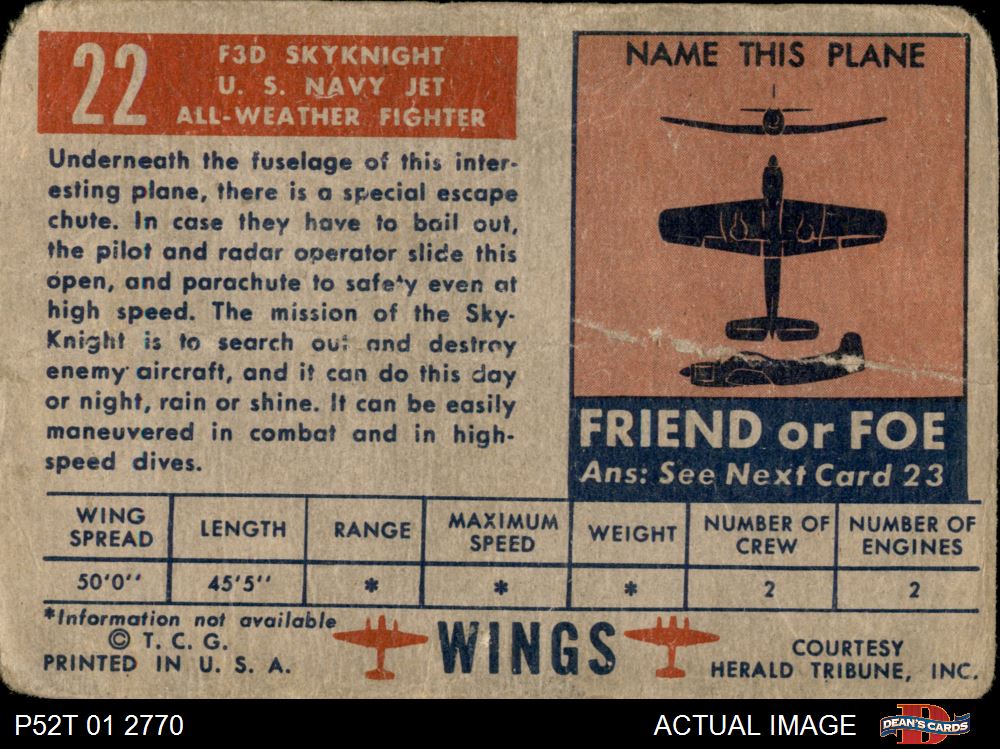 22
F3D SKYKNIGHT
U. S. NAVY JET
ALL-WEATHER FIGHTER
Underneath the fuselage of this inter-
esting plane, there is a special escape
chute. In case they have to bail out,
the pilot and radar operator slide this
open, and parachute to safety even at
high speed. The mission of the Sky-
Knight is to search out and destroy
enemy aircraft, and it can do this day
or night, rain or shine. It can be easily
maneuvered in combat and in high-
speed dives.
NAME THIS PLANE
FRIEND or FOE
Ans: See Next Card 23
WING SPREAD LENGTH RANGE MAXIMUM SPEED WEIGHT NUMBER OF CREW NUMBER OF ENGINES
50'0'' 45'5'' * * * 2 2
*Information not available
© T. C. G.
PRINTED IN U. S. A.
WINGS
COURTESY
HERALD TRIBUNE, INC.
P52T 01 2770
ACTUAL IMAGE
D
DEAN'S CARDS